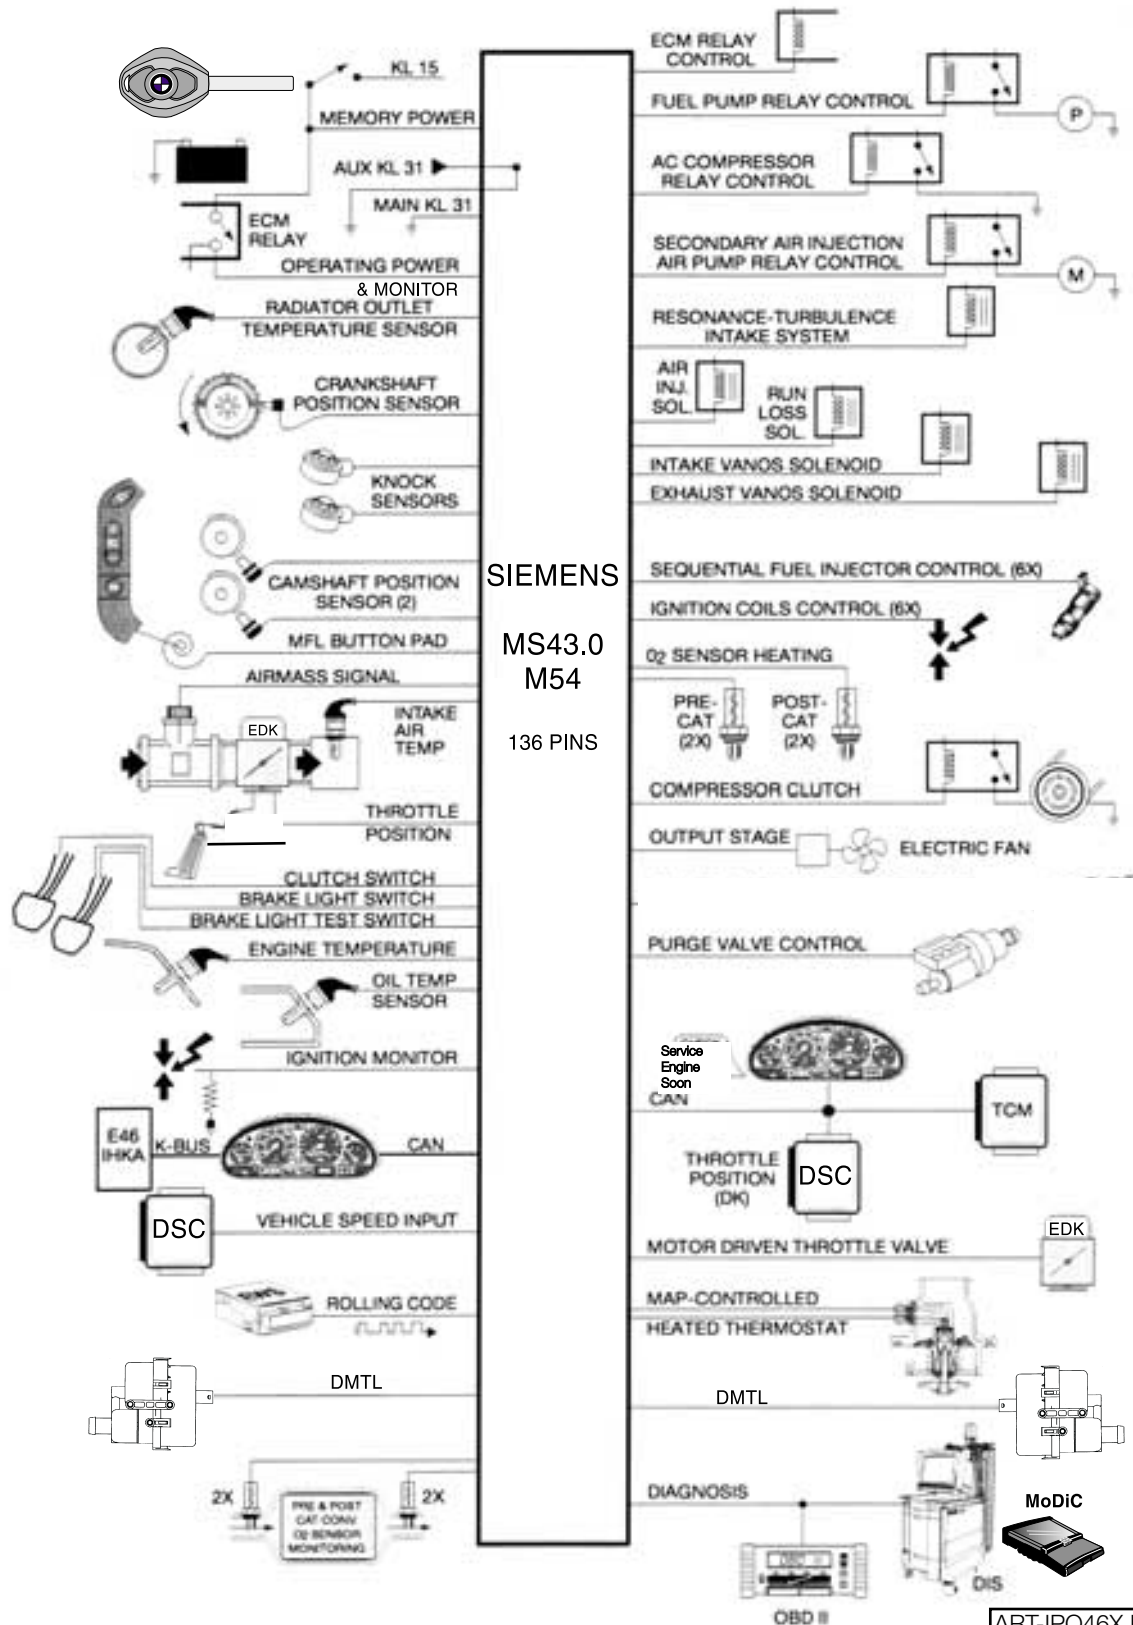 KL 15
MEMORY POWER
AUX KL 31
MAIN KL 31
ECM
RELAY
OPERATING POWER
& MONITOR
RADIATOR OUTLET
TEMPERATURE SENSOR
CRANKSHAFT
POSITION SENSOR
KNOCK
SENSORS
CAMSHAFT POSITION
SENSOR (2)
MFL BUTTON PAD
AIRMASS SIGNAL
INTAKE
AIR
TEMP
EDK
THROTTLE
POSITION
CLUTCH SWITCH
BRAKE LIGHT SWITCH
BRAKE LIGHT TEST SWITCH
ENGINE TEMPERATURE
OIL TEMP
SENSOR
IGNITION MONITOR
E46
IHKA
K-BUS
CAN
DSC
VEHICLE SPEED INPUT
EWS
ROLLING CODE
DMTL
2X
PRE & POST
CAT CONV.
O2 SENSOR
MONITORING
2X
SIEMENS
MS43.0
M54
136 PINS
ECM RELAY
CONTROL
FUEL PUMP RELAY CONTROL
P
AC COMPRESSOR
RELAY CONTROL
SECONDARY AIR INJECTION
AIR PUMP RELAY CONTROL
M
RESONANCE-TURBULENCE
INTAKE SYSTEM
AIR
INJ.
SOL.
RUN
LOSS
SOL.
INTAKE VANOS SOLENOID
EXHAUST VANOS SOLENOID
SEQUENTIAL FUEL INJECTOR CONTROL (6X)
IGNITION COILS CONTROL (6X)
O2 SENSOR HEATING
PRE-
CAT
(2X)
POST-
CAT
(2X)
COMPRESSOR CLUTCH
OUTPUT STAGE
ELECTRIC FAN
PURGE VALVE CONTROL
Service
Engine
Soon
CAN
TCM
THROTTLE
POSITION
(DK)
DSC
MOTOR DRIVEN THROTTLE VALVE
EDK
MAP-CONTROLLED
HEATED THERMOSTAT
DMTL
DIAGNOSIS
MoDiC
DIS
OBD II